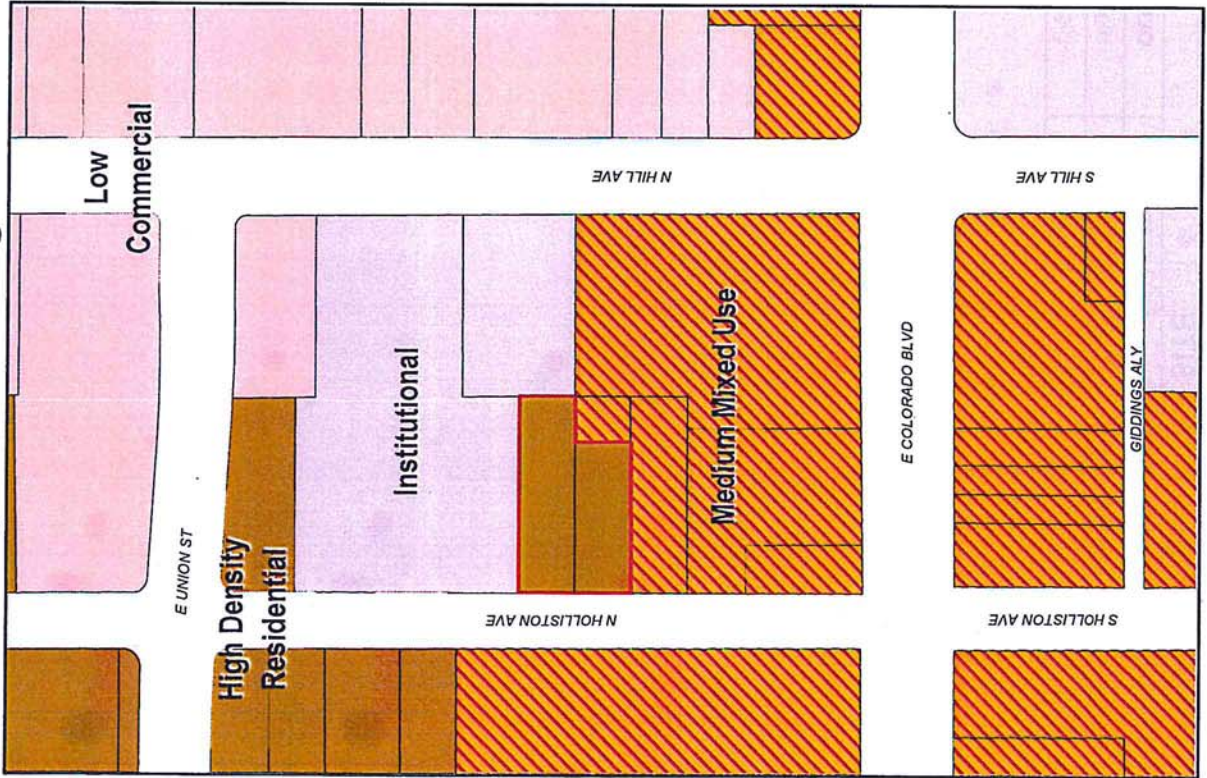 Low
Commercial
E UNION ST
N HILL AVE
S HILL AVE
Institutional
High Density
Residential
Medium Mixed Use
N HOLLISTON AVE
E COLORADO BLVD
GIDDINGS ALY
S HOLLISTON AVE